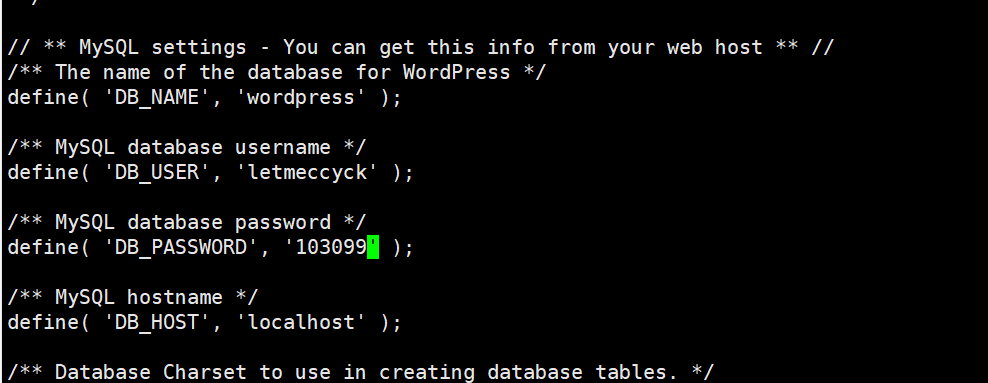 /
// ** MySQL settings - You can get this info from your web host ** //
/** The name of the database for WordPress */
define( 'DB_NAME', 'wordpress' );
/** MySQL database username */
define( 'DB_USER', 'letmeccyck' );
/** MySQL database password */
define( 'DB_PASSWORD', '103099' );
/** MySQL hostname */
define( 'DB_HOST', 'localhost' );
/** Database Charset to use in creating database tables. */